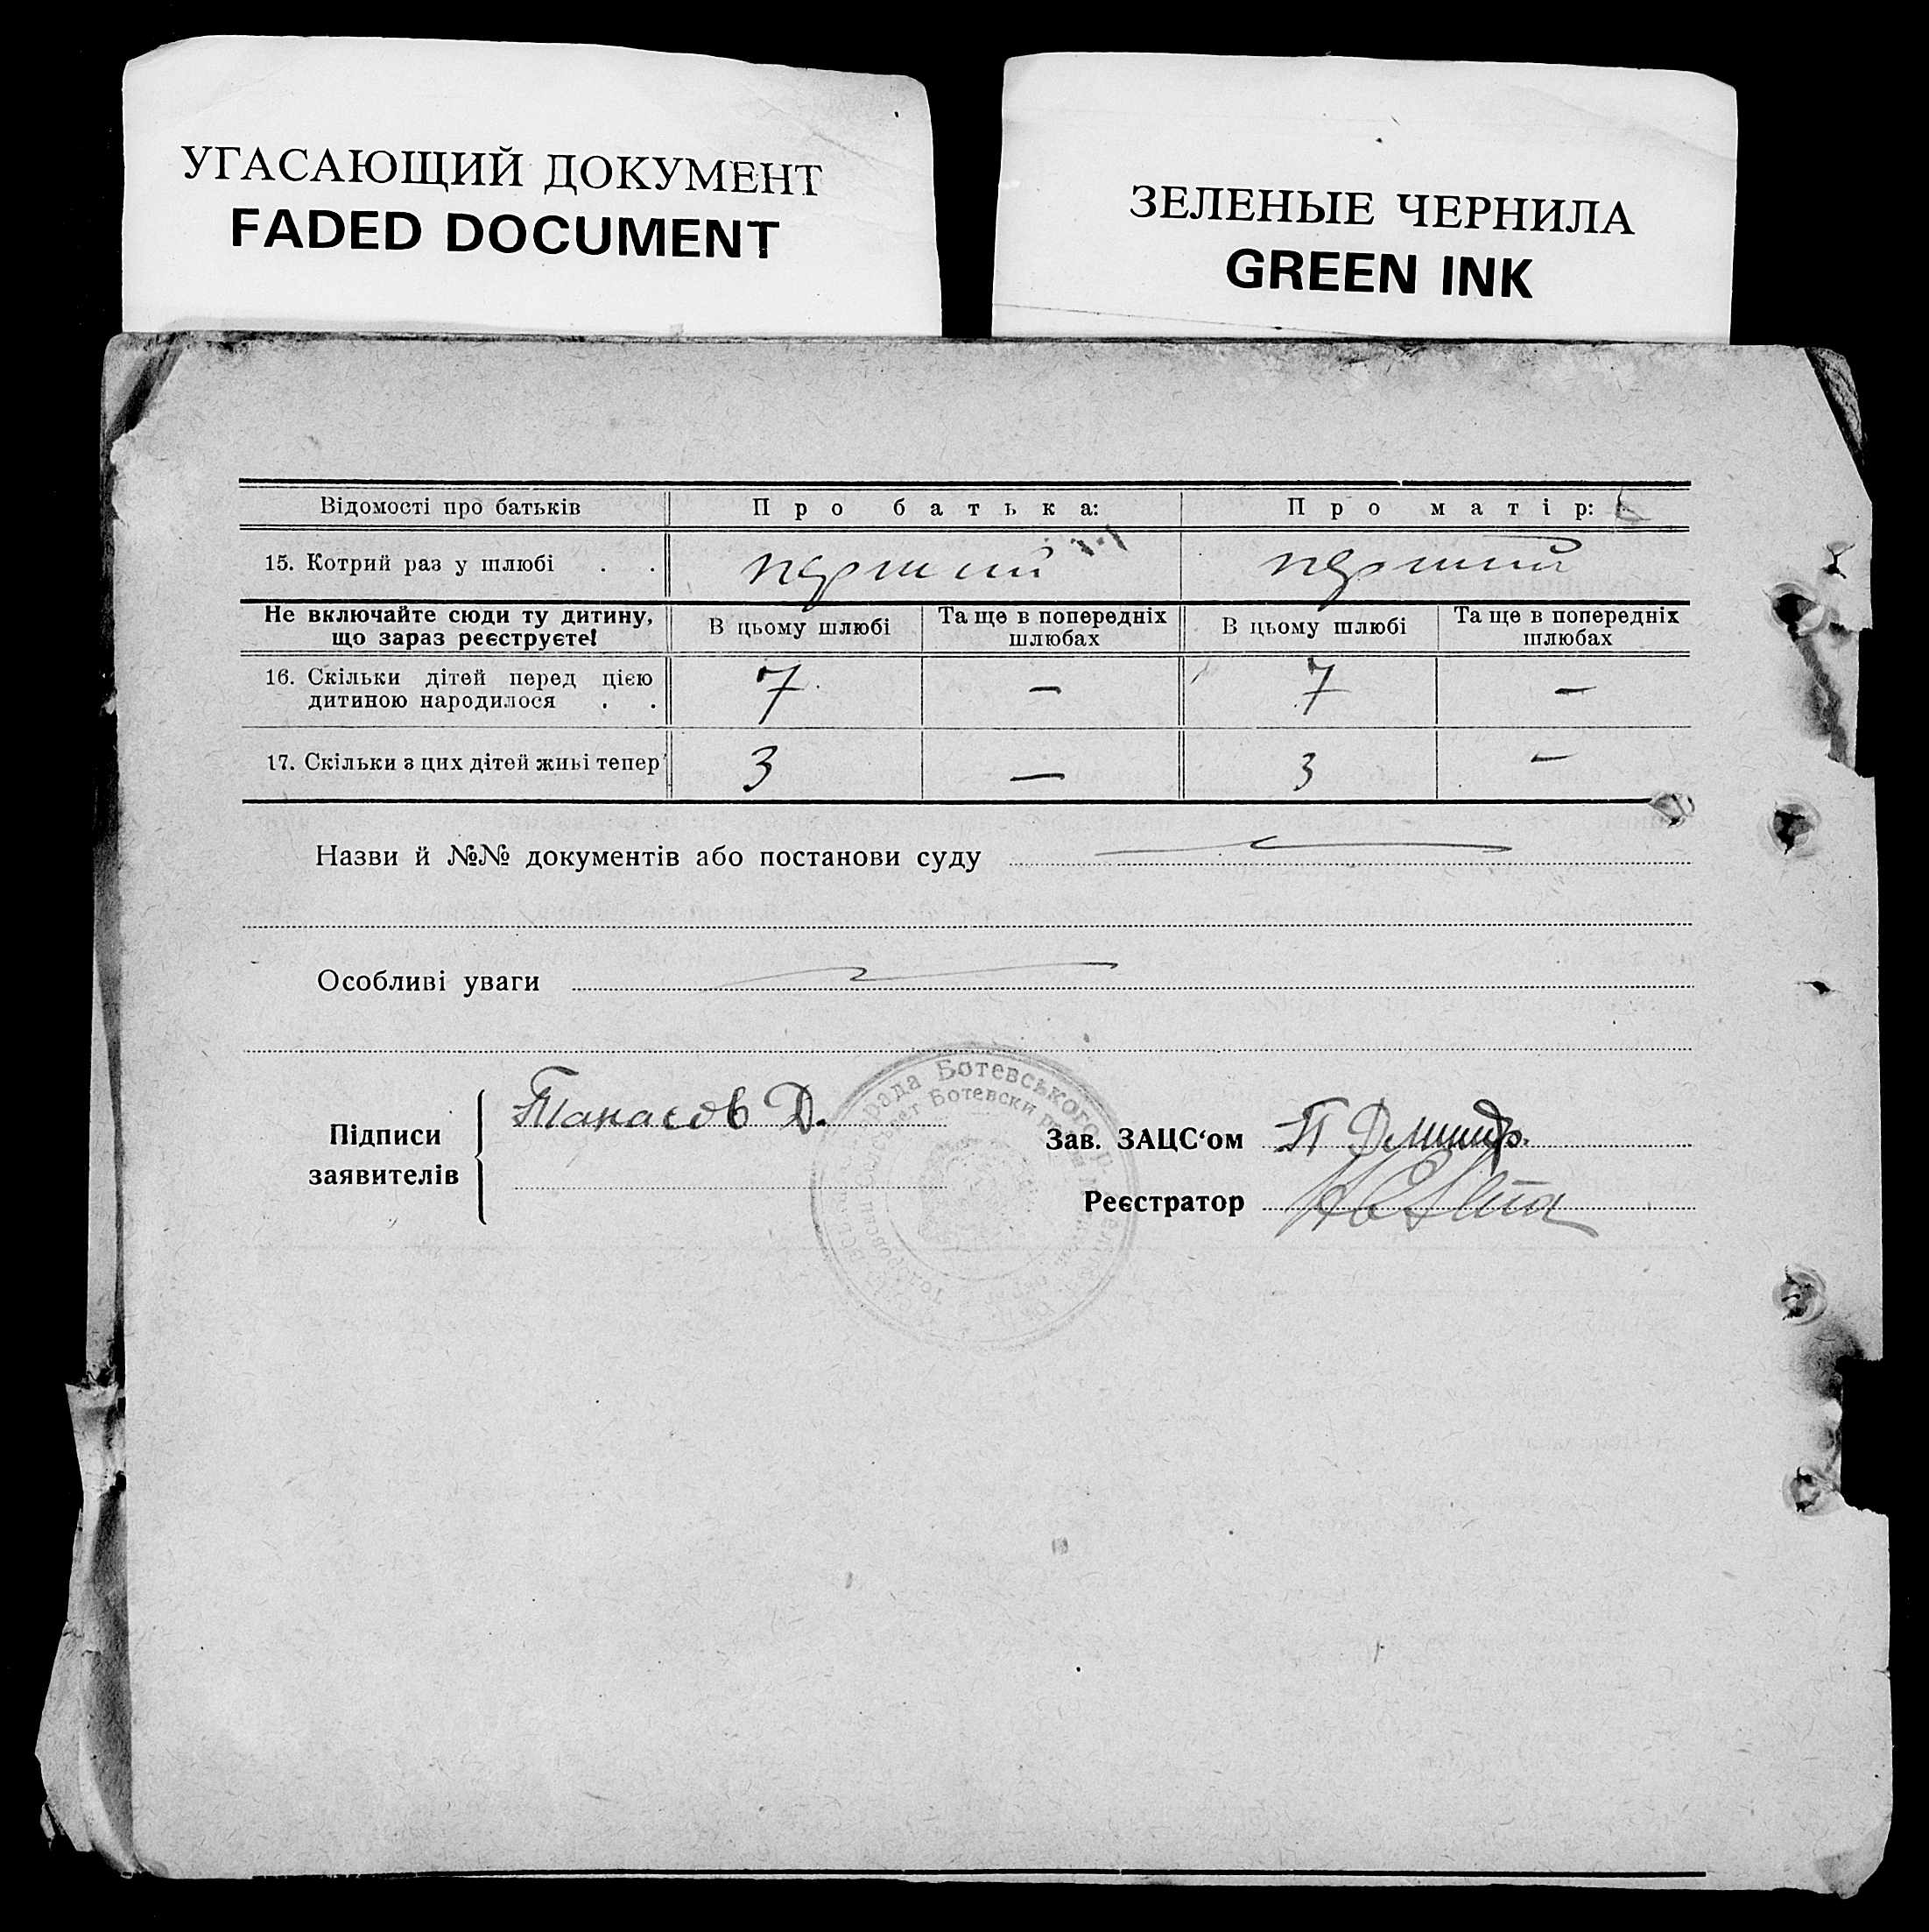 УГАСАЮЩИЙ ДОКУМЕНТ
FADED DOCUMENT
ЗЕЛЕНЫЕ ЧЕРНИЛА
GREEN INK
Відомості про батьків Про батька: Про матір:
15. Котрий раз у шлюбі . . перший перший
Не включайте сюди ту дитину, що зараз реєструєте! В цьому шлюбі Та ще в попередніх шлюбах В цьому шлюбі Та ще в попередніх шлюбах
16. Скільки дітей перед цією дитиною народилося . . 7 — 7 —
17. Скільки з цих дітей живі тепер 3 — 3 —
Назви й №№ документів або постанови суду
Особливі уваги
Підписи заявителів
Танасов Д.
Зав. ЗАЦС‘ом П
Реєстратор
рада Ботевського р.
Ботевски